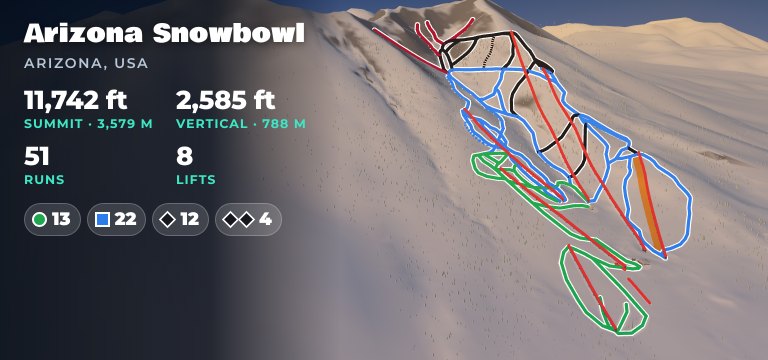 Arizona Snowbowl
ARIZONA, USA
11,742 ft 2,585 ft
SUMMIT · 3,579 M VERTICAL · 788 M
51 8
RUNS LIFTS
13 22 12 4